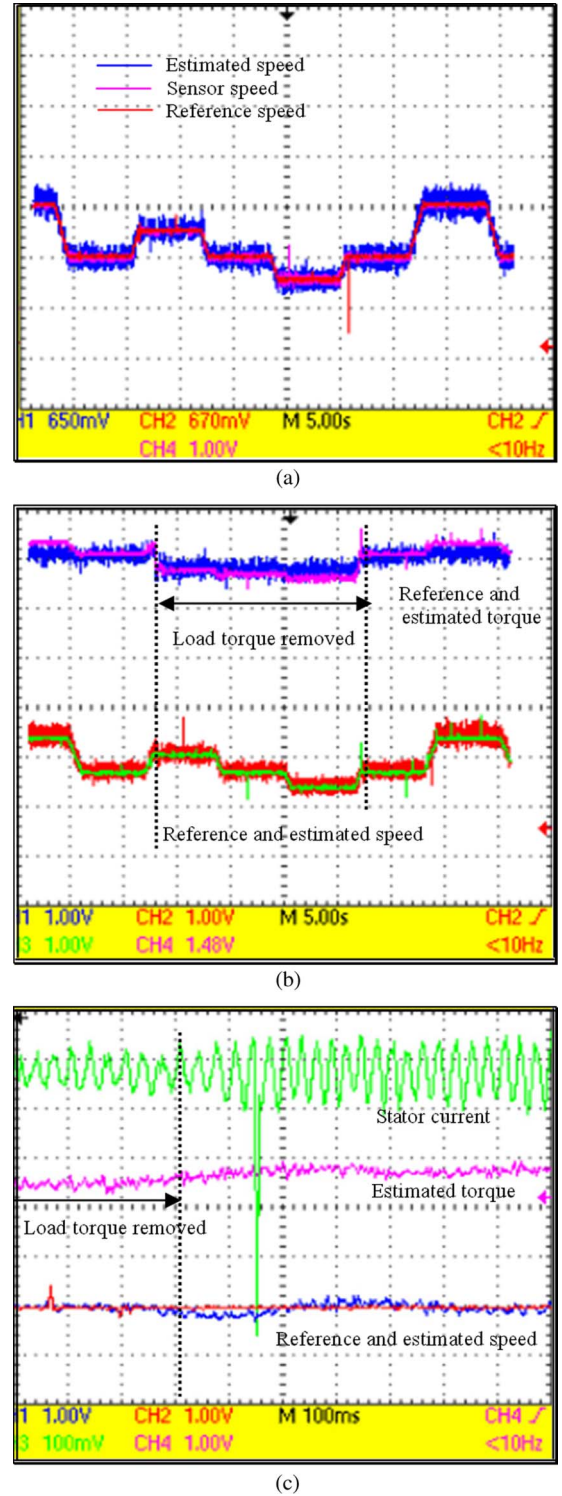 Estimated speed
Sensor speed
Reference speed
H1 650mV CH2 670mV M 5.00s CH2
CH4 1.00V <10Hz
(a)
Reference and
estimated torque
Load torque removed
Reference and estimated speed
1 1.00V CH2 1.00V M 5.00s CH2
3 1.00V CH4 1.48V <10Hz
(b)
Stator current
Estimated torque
Load torque removed
Reference and estimated speed
1 1.00V CH2 1.00V M 100ms CH4
3 100mV CH4 1.00V <10Hz
(c)